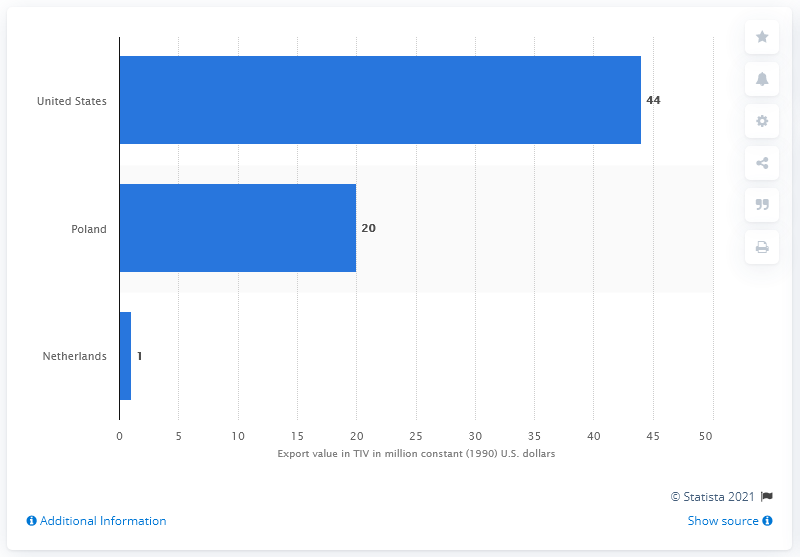 United States
44
Poland
20
Netherlands
1
0 5 10 15 20 25 30 35 40 45 50
Export value in TIV in million constant (1990) U.S. dollars
© Statista 2021
Additional Information
Show source